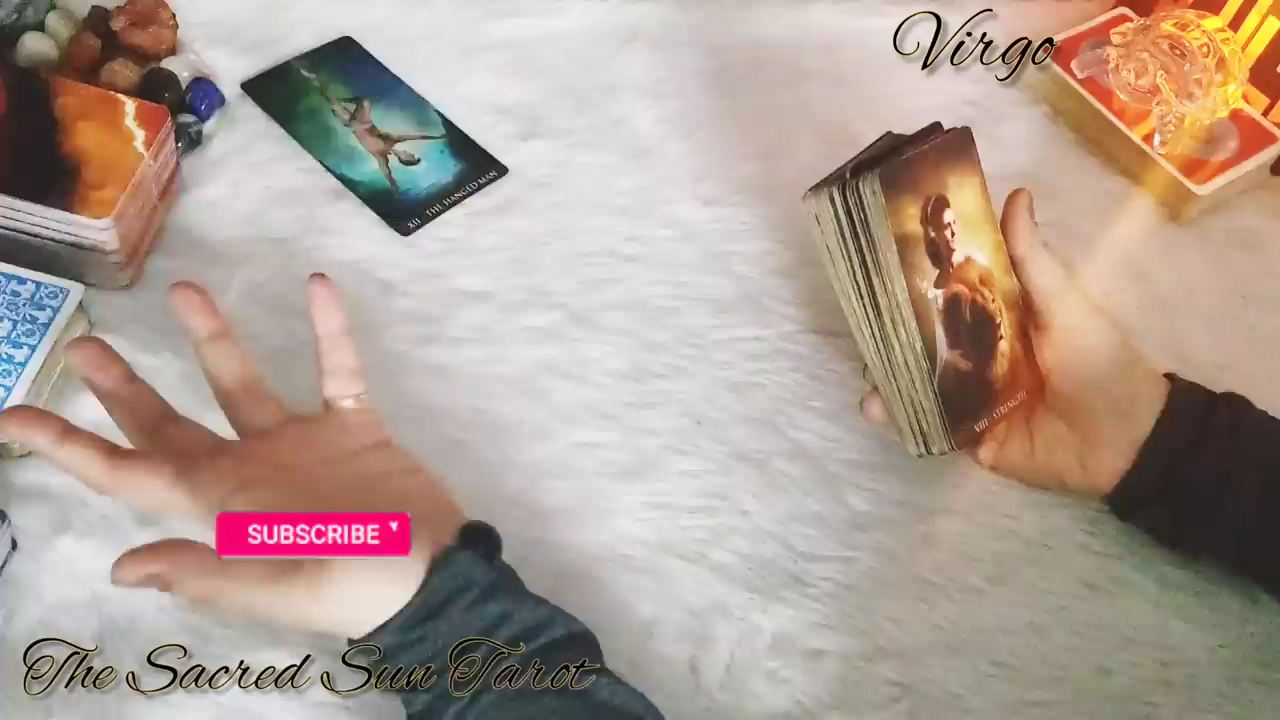 Virgo
XII THE HANGED MAN
VIII STRENGTH
SUBSCRIBE
The Sacred Sun Tarot